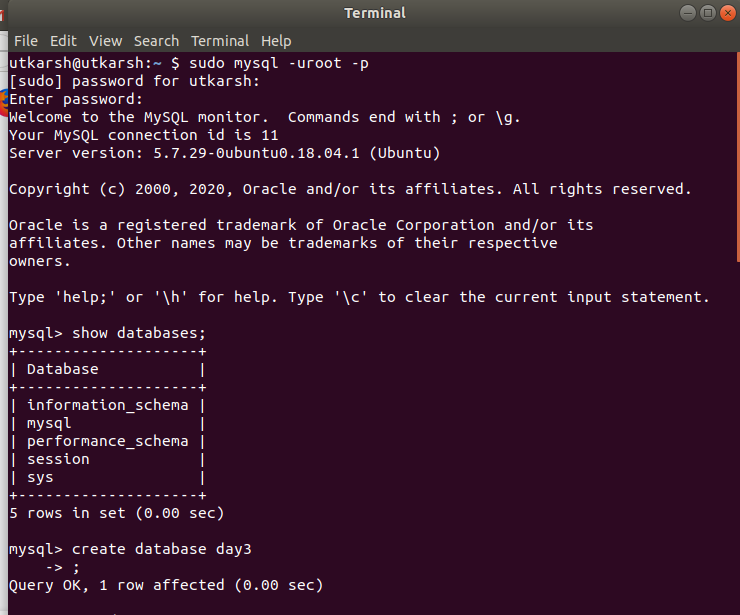 Terminal
File Edit View Search Terminal Help
utkarsh@utkarsh:~ $ sudo mysql -uroot -p
[sudo] password for utkarsh:
Enter password:
Welcome to the MySQL monitor.  Commands end with ; or \g.
Your MySQL connection id is 11
Server version: 5.7.29-0ubuntu0.18.04.1 (Ubuntu)
Copyright (c) 2000, 2020, Oracle and/or its affiliates. All rights reserved.
Oracle is a registered trademark of Oracle Corporation and/or its
affiliates. Other names may be trademarks of their respective
owners.
Type 'help;' or '\h' for help. Type '\c' to clear the current input statement.
mysql> show databases;
+--------------------+
| Database           |
+--------------------+
| information_schema |
| mysql              |
| performance_schema |
| session            |
| sys                |
+--------------------+
5 rows in set (0.00 sec)
mysql> create database day3
    -> ;
Query OK, 1 row affected (0.00 sec)